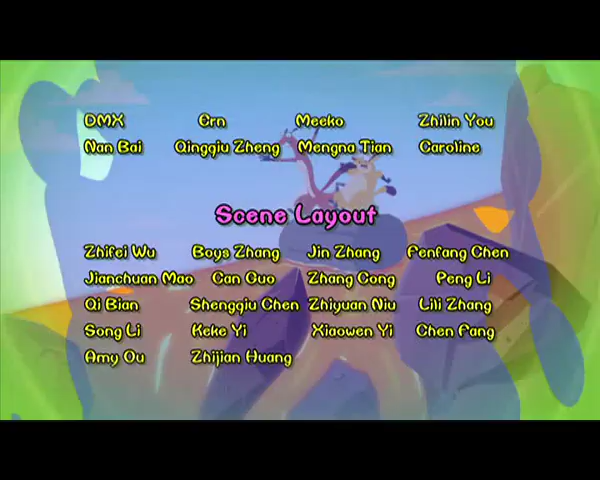 DMX Ern Meeko Zhilin You
Nan Bai Qingqiu Zheng Mengna Tian Caroline
Scene Layout
Zhifei Wu Boys Zhang Jin Zhang Fenfang Chen
Jianchuan Mao Can Guo Zhang Cong Peng Li
Qi Bian Shengqiu Chen Zhiyuan Niu Lili Zhang
Song Li Keke Yi Xiaowen Yi Chen Fang
Amy Ou Zhijian Huang